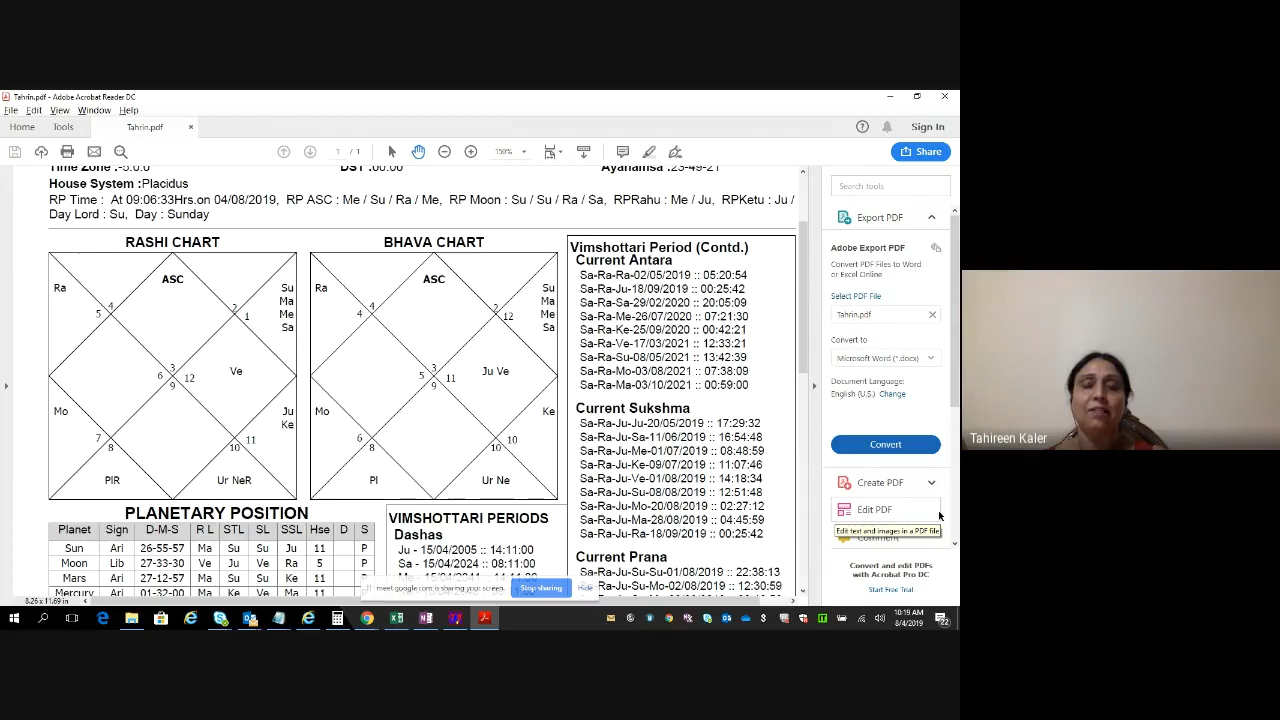 Tahrin.pdf - Adobe Acrobat Reader DC
File Edit View Window Help
Home Tools Tahrin.pdf × Sign In
1 / 1 150% Share
Time Zone :-5.0.0 DST :00:00 Ayanamsa :23-49-21
House System :Placidus
RP Time : At 09:06:33Hrs.on 04/08/2019, RP ASC : Me / Su / Ra / Me, RP Moon : Su / Su / Ra / Sa, RPRahu : Me / Ju, RPKetu : Ju /
Day Lord : Su, Day : Sunday
RASHI CHART
ASC
Ra
4
5
2
1
Su
Ma
Me
Sa
3
6 12
9
Ve
Mo
Ju
Ke
7
8
11
10
PlR
Ur NeR
BHAVA CHART
ASC
Ra
4
4
2
12
Su
Ma
Me
Sa
3
5 11
9
Ju Ve
Mo
Ke
6
8
10
10
Pl
Ur Ne
Vimshottari Period (Contd.)
Current Antara
Sa-Ra-Ra-02/05/2019 :: 05:20:54
Sa-Ra-Ju-18/09/2019 :: 00:25:42
Sa-Ra-Sa-29/02/2020 :: 20:05:09
Sa-Ra-Me-26/07/2020 :: 07:21:30
Sa-Ra-Ke-25/09/2020 :: 00:42:21
Sa-Ra-Ve-17/03/2021 :: 12:33:21
Sa-Ra-Su-08/05/2021 :: 13:42:39
Sa-Ra-Mo-03/08/2021 :: 07:38:09
Sa-Ra-Ma-03/10/2021 :: 00:59:00
Current Sukshma
Sa-Ra-Ju-Ju-20/05/2019 :: 17:29:32
Sa-Ra-Ju-Sa-11/06/2019 :: 16:54:48
Sa-Ra-Ju-Me-01/07/2019 :: 08:48:59
Sa-Ra-Ju-Ke-09/07/2019 :: 11:07:46
Sa-Ra-Ju-Ve-01/08/2019 :: 14:18:34
Sa-Ra-Ju-Su-08/08/2019 :: 12:51:48
Sa-Ra-Ju-Mo-20/08/2019 :: 02:27:12
Sa-Ra-Ju-Ma-28/08/2019 :: 04:45:59
Sa-Ra-Ju-Ra-18/09/2019 :: 00:25:42
Current Prana
Sa-Ra-Ju-Su-Su-01/08/2019 :: 22:38:13
Sa-Ra-Ju-Su-Mo-02/08/2019 :: 12:30:59
PLANETARY POSITION
Planet Sign D-M-S R L STL SL SSL Hse D S
Sun Ari 26-55-57 Ma Su Su Ju 11 P
Moon Lib 27-33-30 Ve Ju Ve Ra 5 P
Mars Ari 27-12-57 Ma Su Su Ke 11 P
Mercury Ari 01-32-00 Ma Ke Ve Ma 11 P
VIMSHOTTARI PERIODS
Dashas
Ju - 15/04/2005 :: 14:11:00
Sa - 15/04/2024 :: 08:11:00
meet.google.com is sharing your screen. Stop sharing Hide
8.26 x 11.69 in
Search tools
Export PDF
Adobe Export PDF
Convert PDF Files to Word
or Excel Online
Select PDF File
Tahrin.pdf
Convert to
Microsoft Word (*.docx)
Document Language:
English (U.S.) Change
Convert
Create PDF
Edit PDF
Edit text and images in a PDF file
Comment
Convert and edit PDFs
with Acrobat Pro DC
Start Free Trial
10:19 AM
8/4/2019
22
Tahireen Kaler